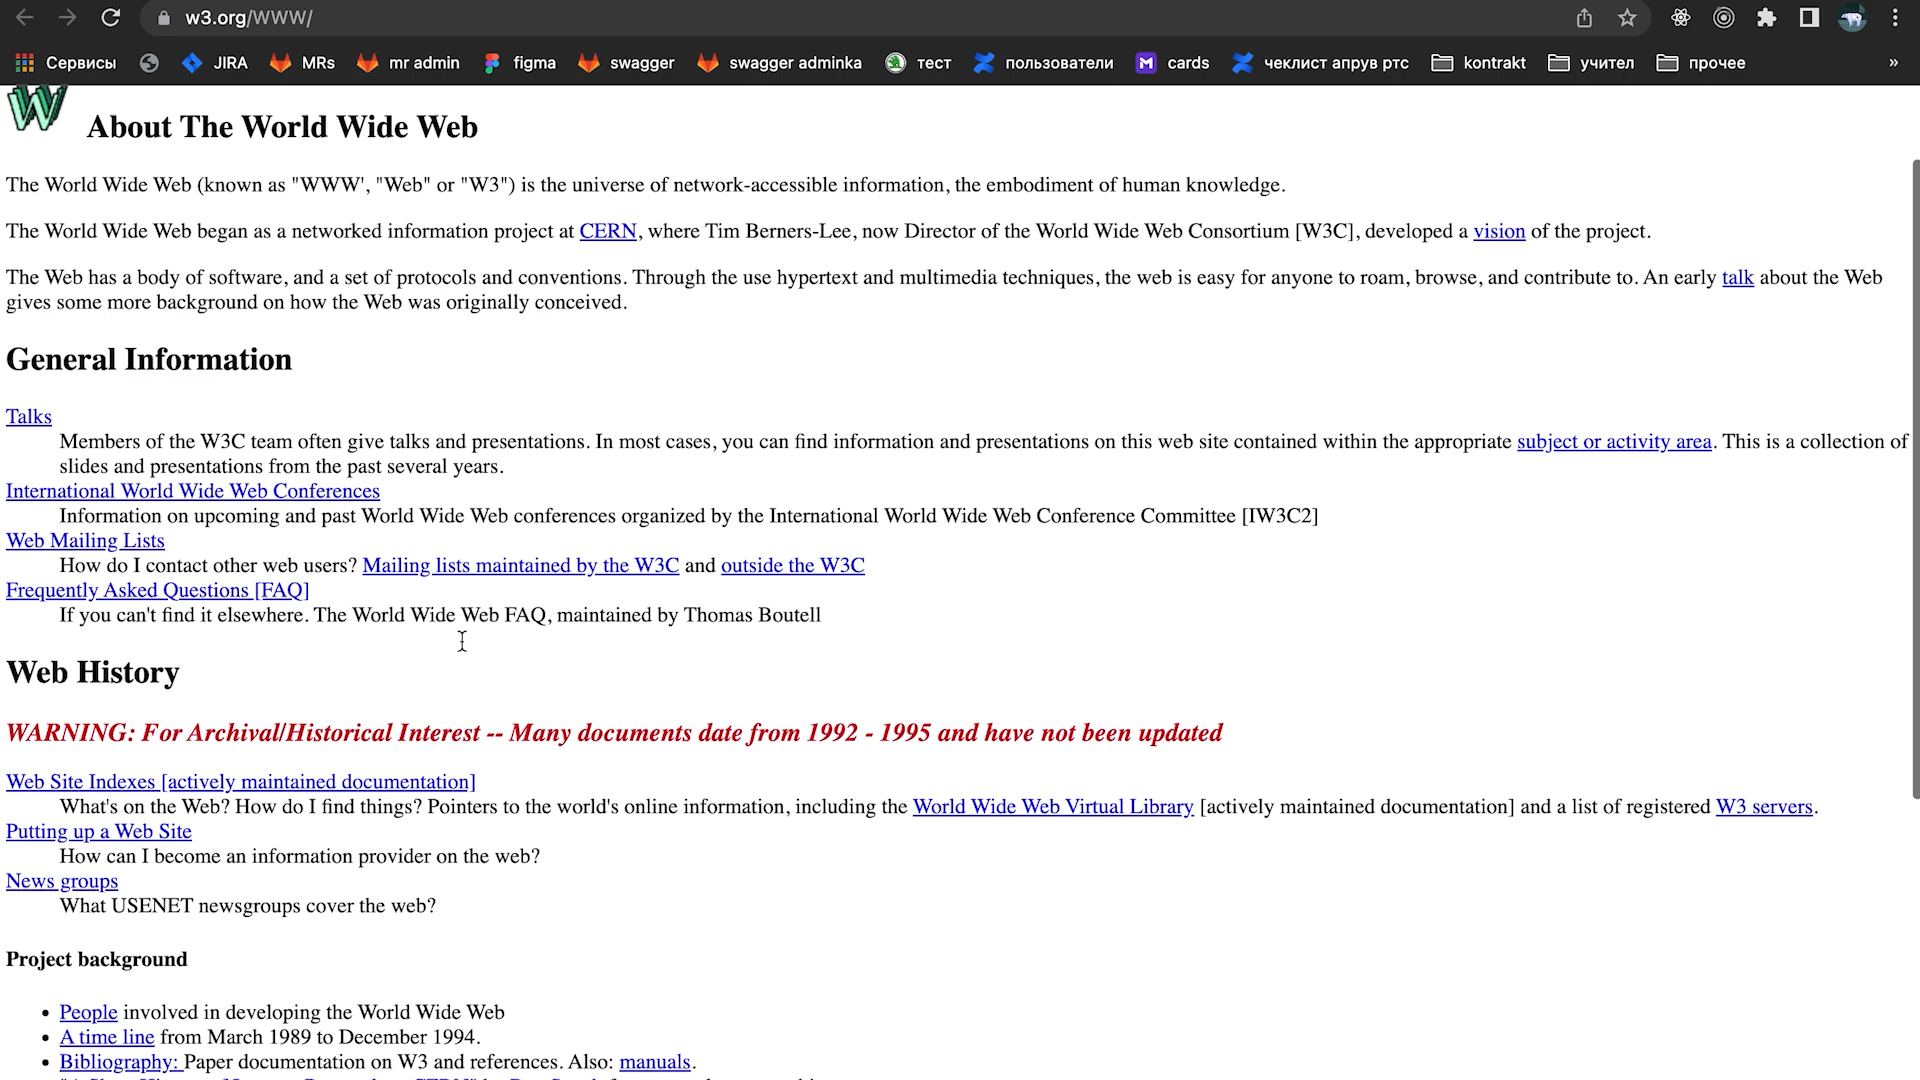 w3.org/WWW/
Сервисы JIRA MRs mr admin figma swagger swagger adminka тест пользователи cards чеклист апрув ртс kontrakt учител прочее »
W About The World Wide Web
The World Wide Web (known as "WWW', "Web" or "W3") is the universe of network-accessible information, the embodiment of human knowledge.
The World Wide Web began as a networked information project at CERN, where Tim Berners-Lee, now Director of the World Wide Web Consortium [W3C], developed a vision of the project.
The Web has a body of software, and a set of protocols and conventions. Through the use hypertext and multimedia techniques, the web is easy for anyone to roam, browse, and contribute to. An early talk about the Web
gives some more background on how the Web was originally conceived.
General Information
Talks
Members of the W3C team often give talks and presentations. In most cases, you can find information and presentations on this web site contained within the appropriate subject or activity area. This is a collection of
slides and presentations from the past several years.
International World Wide Web Conferences
Information on upcoming and past World Wide Web conferences organized by the International World Wide Web Conference Committee [IW3C2]
Web Mailing Lists
How do I contact other web users? Mailing lists maintained by the W3C and outside the W3C
Frequently Asked Questions [FAQ]
If you can't find it elsewhere. The World Wide Web FAQ, maintained by Thomas Boutell
Web History
WARNING: For Archival/Historical Interest -- Many documents date from 1992 - 1995 and have not been updated
Web Site Indexes [actively maintained documentation]
What's on the Web? How do I find things? Pointers to the world's online information, including the World Wide Web Virtual Library [actively maintained documentation] and a list of registered W3 servers.
Putting up a Web Site
How can I become an information provider on the web?
News groups
What USENET newsgroups cover the web?
Project background
• People involved in developing the World Wide Web
• A time line from March 1989 to December 1994.
• Bibliography: Paper documentation on W3 and references. Also: manuals.